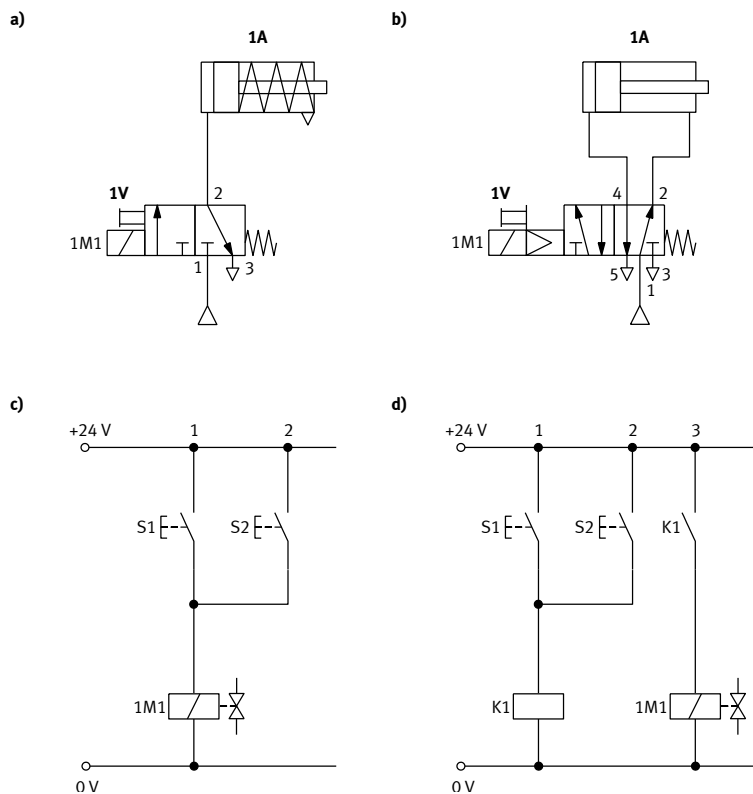 a)
b)
1A
1A
2
4 2
1V
1V
1M1
1M1
1 3
5 3
1
c)
d)
+24 V 1 2
+24 V 1 2 3
S1 S2
S1 S2 K1
1M1
K1 1M1
0 V
0 V